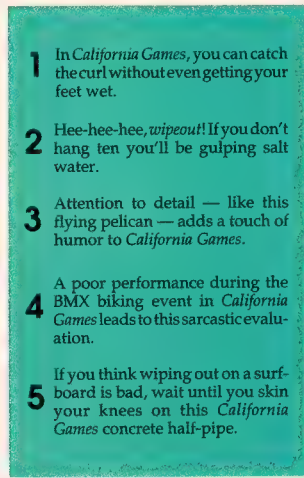 1 In California Games, you can catch
the curl without even getting your
feet wet.
2 Hee-hee-hee, wipeout! If you don't
hang ten you'll be gulping salt
water.
3 Attention to detail — like this
flying pelican — adds a touch of
humor to California Games.
4 A poor performance during the
BMX biking event in California
Games leads to this sarcastic evalu-
ation.
5 If you think wiping out on a surf-
board is bad, wait until you skin
your knees on this California
Games concrete half-pipe.